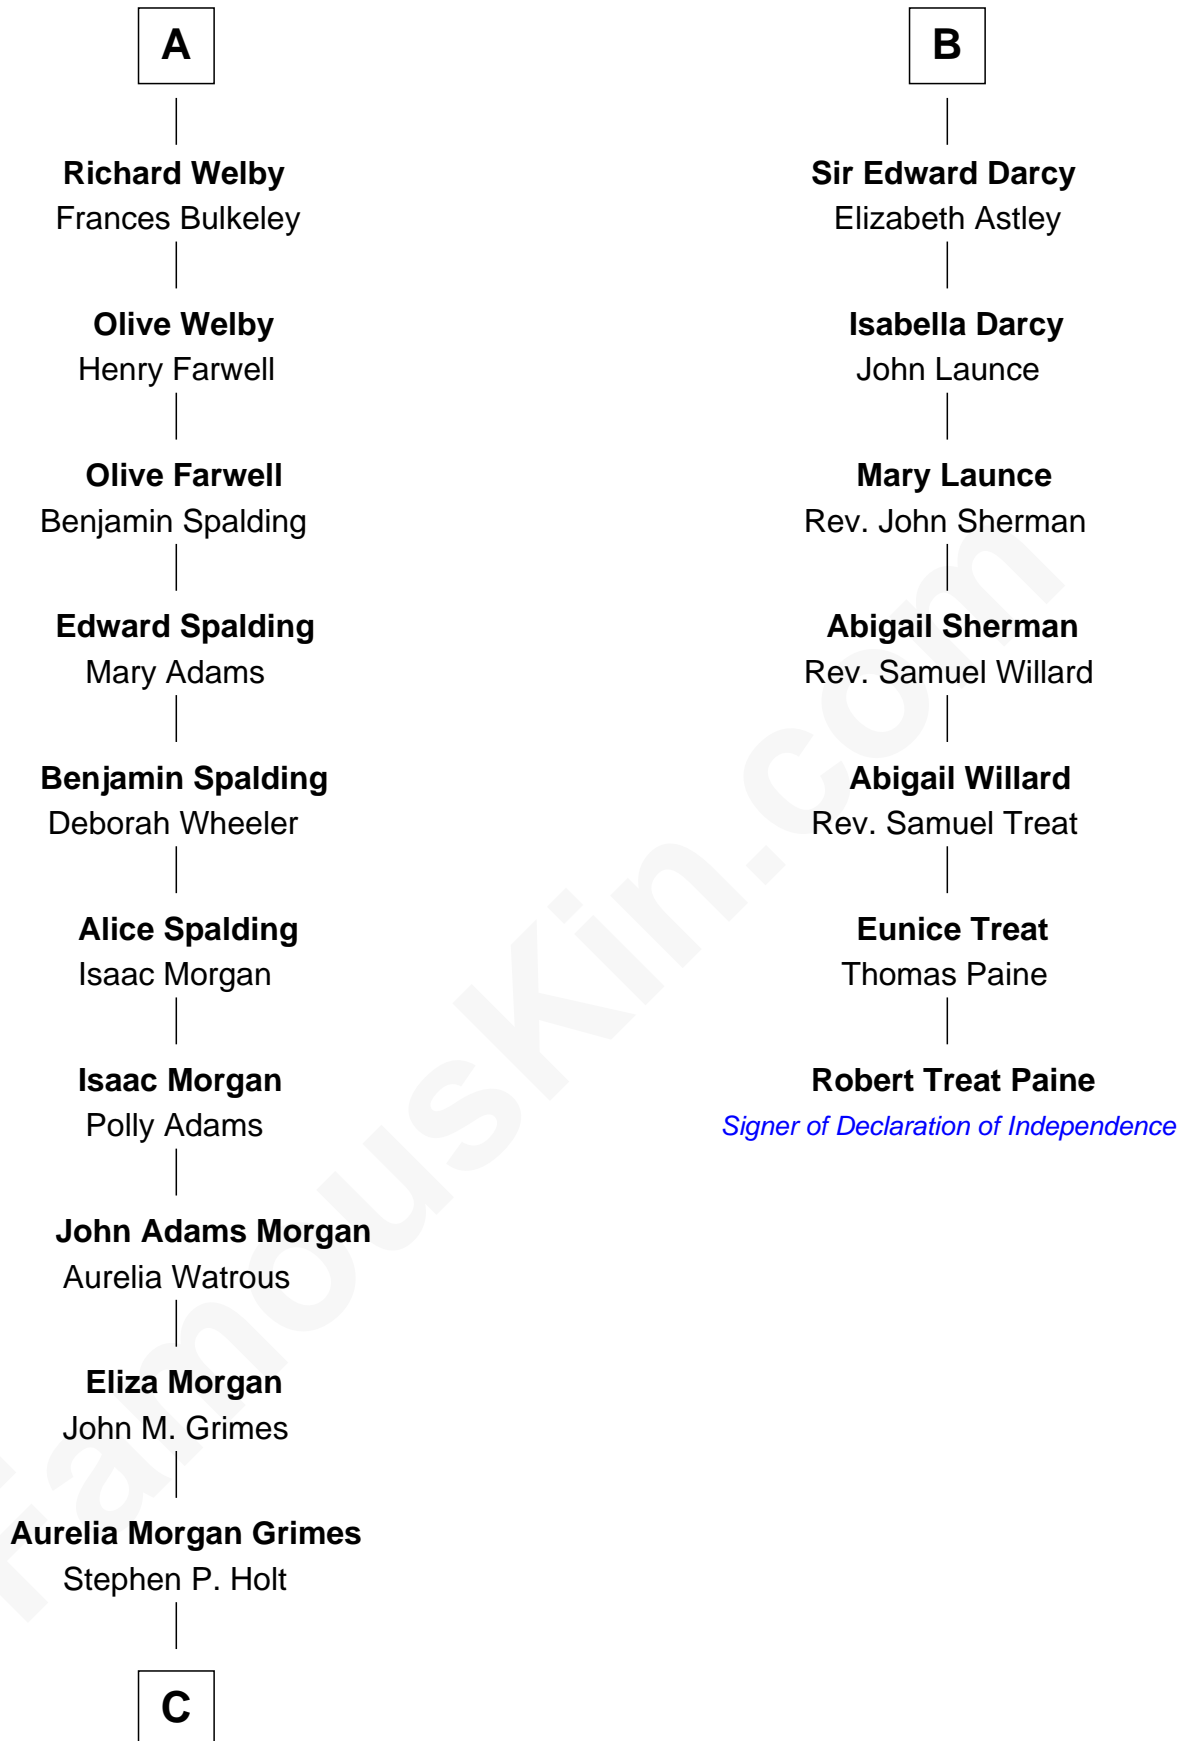 A
Richard Welby
Frances Bulkeley
Olive Welby
Henry Farwell
Olive Farwell
Benjamin Spalding
Edward Spalding
Mary Adams
Benjamin Spalding
Deborah Wheeler
Alice Spalding
Isaac Morgan
Isaac Morgan
Polly Adams
John Adams Morgan
Aurelia Watrous
Eliza Morgan
John M. Grimes
Aurelia Morgan Grimes
Stephen P. Holt
C
B
Sir Edward Darcy
Elizabeth Astley
Isabella Darcy
John Launce
Mary Launce
Rev. John Sherman
Abigail Sherman
Rev. Samuel Willard
Abigail Willard
Rev. Samuel Treat
Eunice Treat
Thomas Paine
Robert Treat Paine
Signer of Declaration of Independence
FamousKin.com